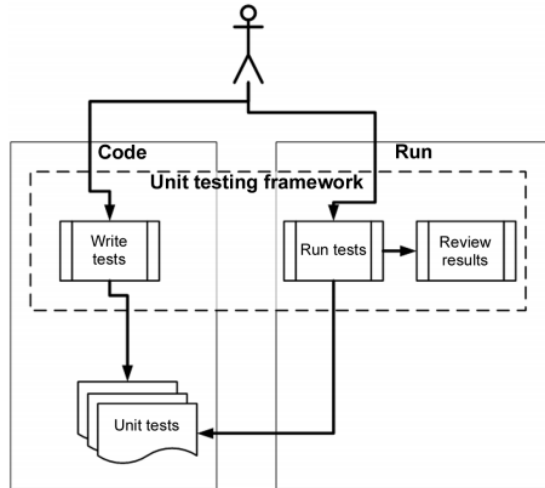 Code
Run
Unit testing framework
Write
tests
Run tests
Review
results
Unit tests